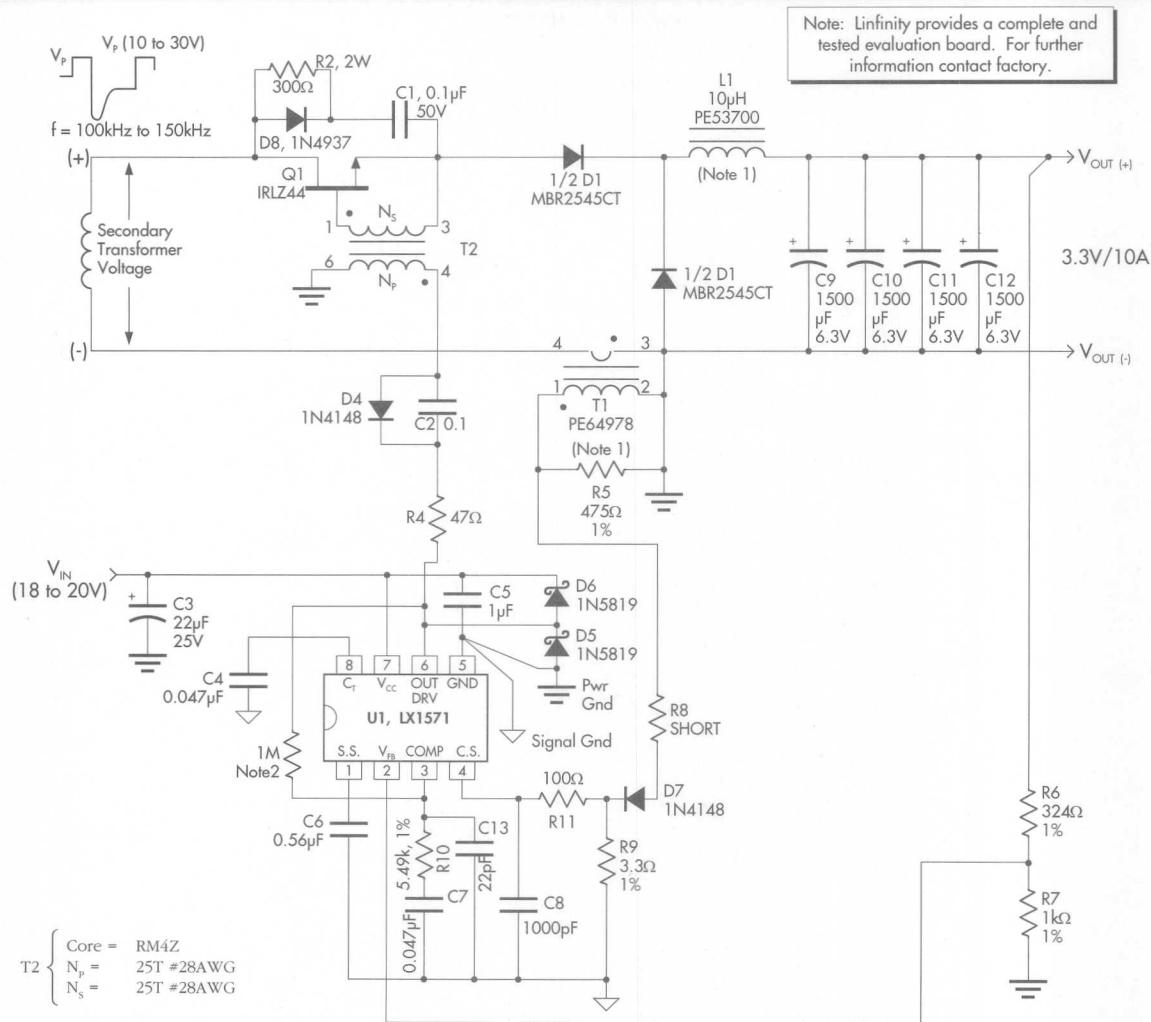 Note: Linfinity provides a complete and
tested evaluation board. For further
information contact factory.
V_P
V_P (10 to 30V)
f = 100kHz to 150kHz
R2, 2W
300Ω
C1, 0.1µF
50V
D8, 1N4937
L1
10µH
PE53700
(Note 1)
(+)
Q1
IRLZ44
1/2 D1
MBR2545CT
V_OUT (+)
1
N_S
3
T2
6
N_P
4
Secondary
Transformer
Voltage
1/2 D1
MBR2545CT
+
C9
1500
µF
6.3V
+
C10
1500
µF
6.3V
+
C11
1500
µF
6.3V
+
C12
1500
µF
6.3V
3.3V/10A
(-)
4
3
V_OUT (-)
1
2
T1
PE64978
(Note 1)
D4
1N4148
C2
0.1
R5
475Ω
1%
R4
47Ω
V_IN
(18 to 20V)
+
C3
22µF
25V
C5
1µF
D6
1N5819
D5
1N5819
C4
0.047µF
8
7
6
5
C_T
V_CC
OUT
DRV
GND
U1, LX1571
Pwr
Gnd
Signal Gnd
R8
SHORT
1M
Note2
S.S.
V_FB
COMP
C.S.
1
2
3
4
100Ω
R11
D7
1N4148
C6
0.56µF
5.49k, 1%
R10
C13
22pF
R9
3.3Ω
1%
C7
0.047µF
C8
1000pF
R6
324Ω
1%
R7
1kΩ
1%
T2
Core = RM4Z
N_P = 25T #28AWG
N_S = 25T #28AWG